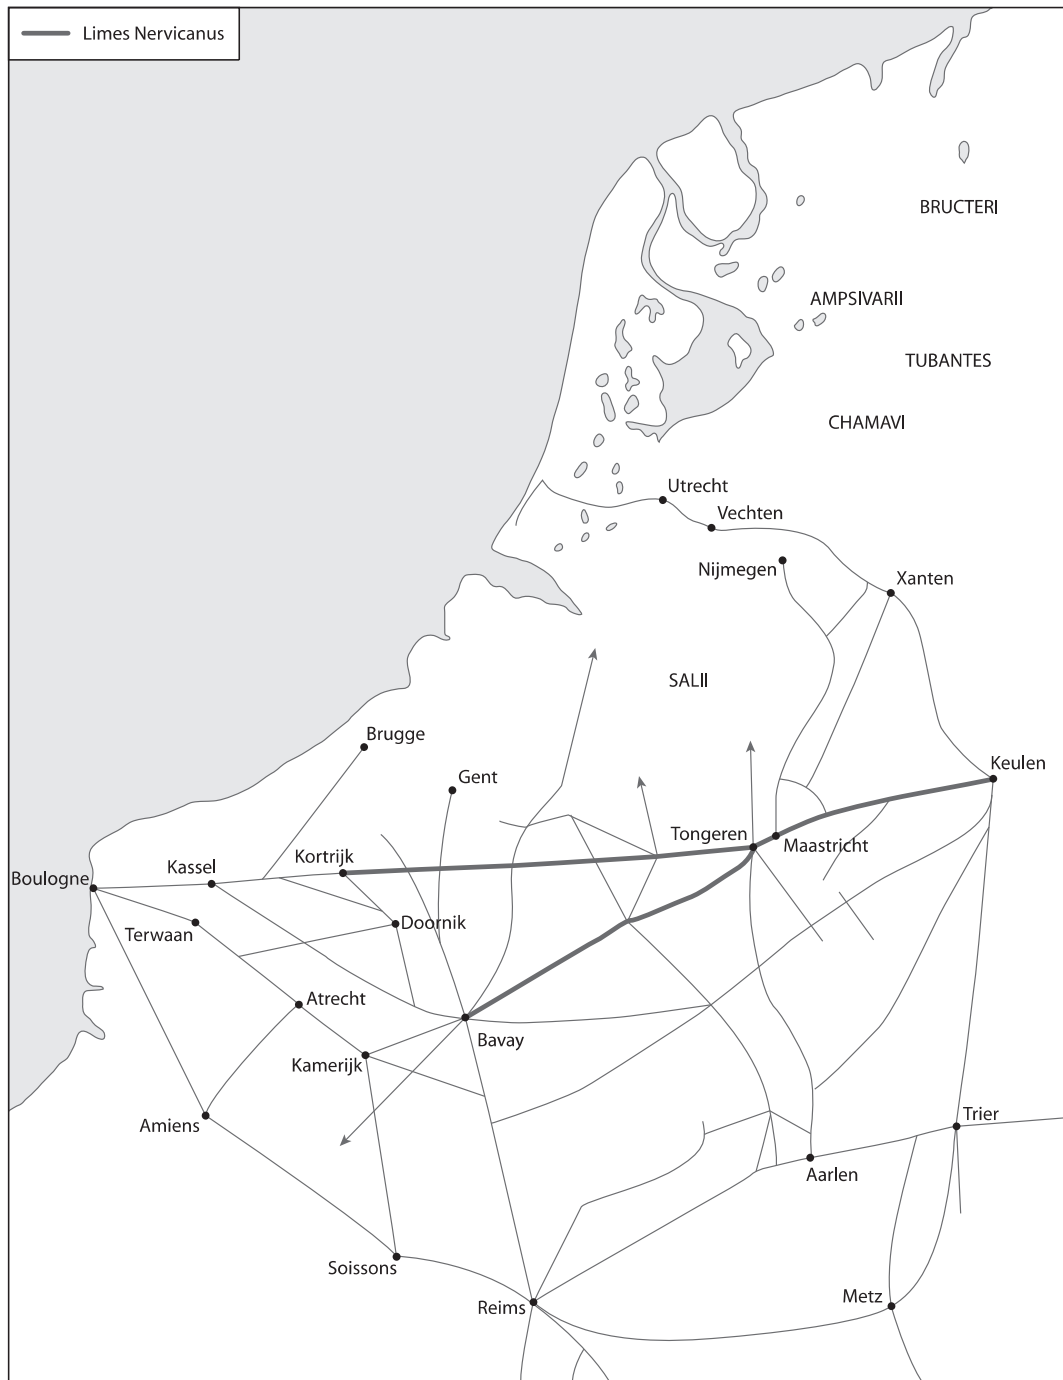 Limes Nervicanus
BRUCTERI
AMPSIVARII
TUBANTES
CHAMAVI
Utrecht
Vechten
Nijmegen
Xanten
SALII
Brugge
Gent
Keulen
Tongeren
Maastricht
Kortrijk
Kassel
Boulogne
Terwaan
Doornik
Atrecht
Bavay
Kamerijk
Amiens
Trier
Aarlen
Soissons
Reims
Metz